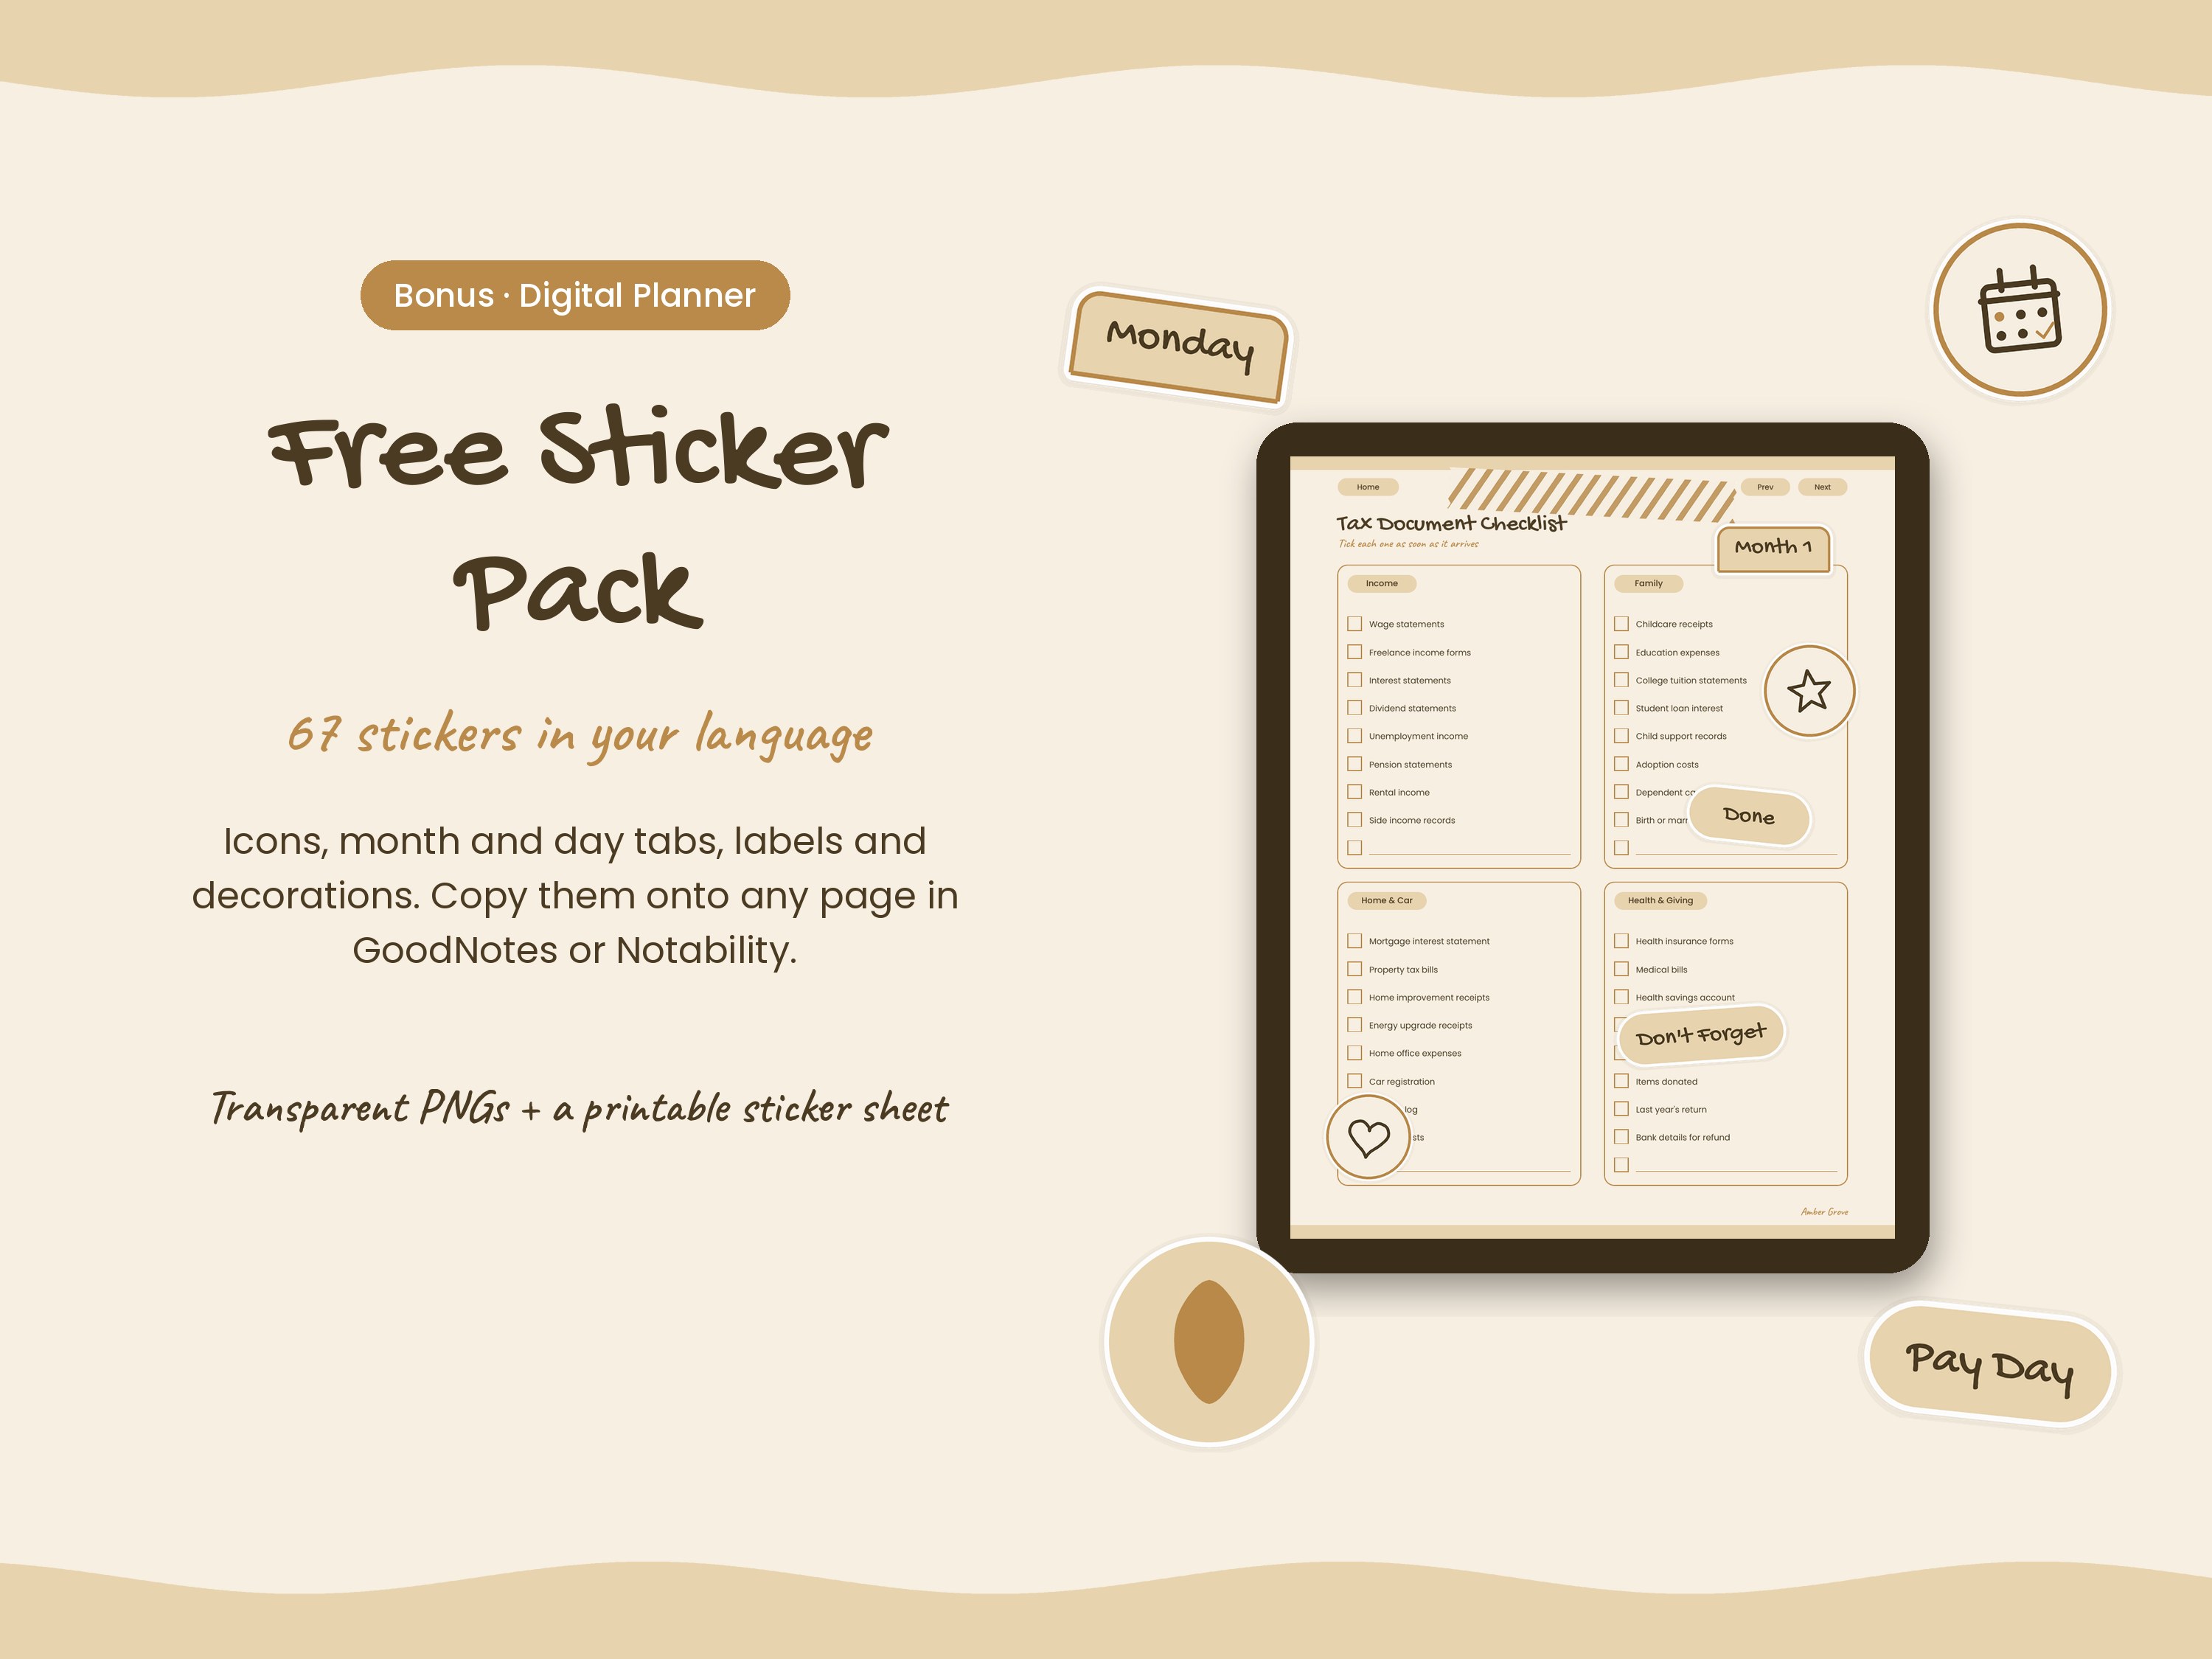 Bonus · Digital Planner
Free Sticker
Pack
67 stickers in your language
Icons, month and day tabs, labels and
decorations. Copy them onto any page in
GoodNotes or Notability.
Transparent PNGs + a printable sticker sheet
Monday
Home
Prev
Next
Tax Document Checklist
Tick each one as soon as it arrives
Month 1
Income
Wage statements
Freelance income forms
Interest statements
Dividend statements
Unemployment income
Pension statements
Rental income
Side income records
Family
Childcare receipts
Education expenses
College tuition statements
Student loan interest
Child support records
Adoption costs
Dependent
Birth or
Done
Home & Car
Mortgage interest statement
Property tax bills
Home improvement receipts
Energy upgrade receipts
Home office expenses
Car registration
log
Health & Giving
Health insurance forms
Medical bills
Health savings account
Don't Forget
Items donated
Last year's return
Bank details for refund
Amber Grove
Pay Day